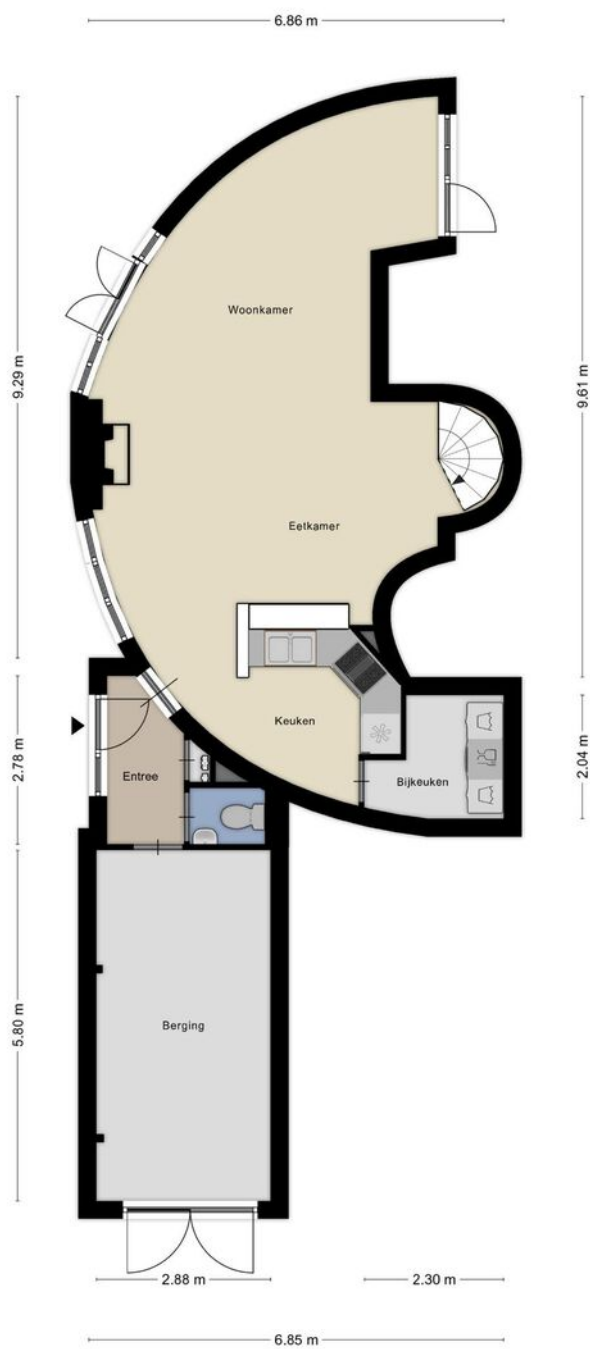 6.86 m
9.29 m
9.61 m
Woonkamer
Eetkamer
Keuken
2.78 m
Entree
Bijkeuken
2.04 m
5.80 m
Berging
2.88 m
2.30 m
6.85 m